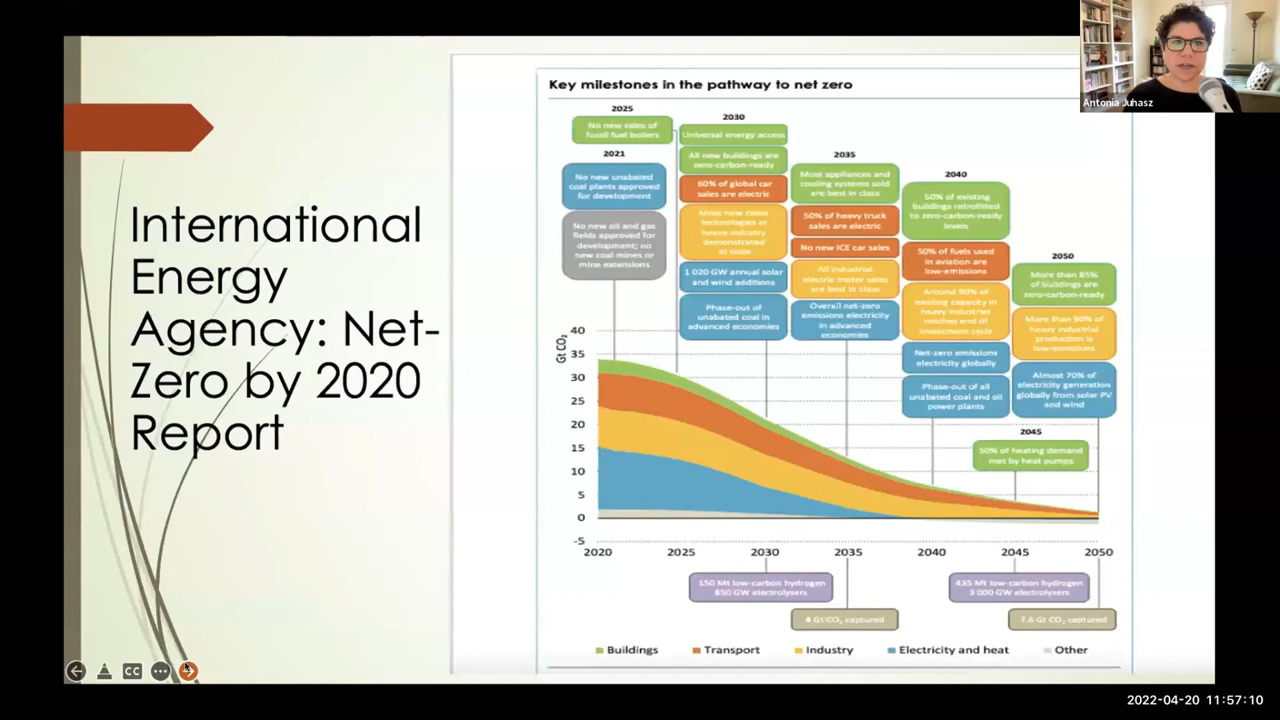 International
Energy
Agency: Net-
Zero by 2020
Report
Key milestones in the pathway to net zero
2025
No new sales of
fossil fuel boilers
2021
No new unabated
coal plants approved
for development
No new oil and gas
fields approved for
development; no
new coal mines or
mine extensions
2030
Universal energy access
All new buildings are
zero-carbon-ready
60% of global car
sales are electric
Most new clean
technologies in
heavy industry
demonstrated
at scale
1 020 GW annual solar
and wind additions
Phase-out of
unabated coal in
advanced economies
2035
Most appliances and
cooling systems sold
are best in class
50% of heavy truck
sales are electric
No new ICE car sales
All industrial
electric motor sales
are best in class
Overall net-zero
emissions electricity
in advanced
economies
2040
50% of existing
buildings retrofitted
to zero-carbon-ready
levels
50% of fuels used
in aviation are
low-emissions
Around 90% of
existing capacity in
heavy industries
reaches end of
investment cycle
Net-zero emissions
electricity globally
Phase-out of all
unabated coal and oil
power plants
2050
More than 85%
of buildings are
zero-carbon-ready
More than 90% of
heavy industrial
production is
low-emissions
Almost 70% of
electricity generation
globally from solar PV
and wind
2045
50% of heating demand
met by heat pumps
Gt CO2
40
35
30
25
20
15
10
5
0
-5
2020 2025 2030 2035 2040 2045 2050
150 Mt low-carbon hydrogen
850 GW electrolysers
435 Mt low-carbon hydrogen
3 000 GW electrolysers
4 Gt CO2 captured
7.6 Gt CO2 captured
Buildings Transport Industry Electricity and heat Other
Antonia Juhasz
CC
2022-04-20 11:57:10